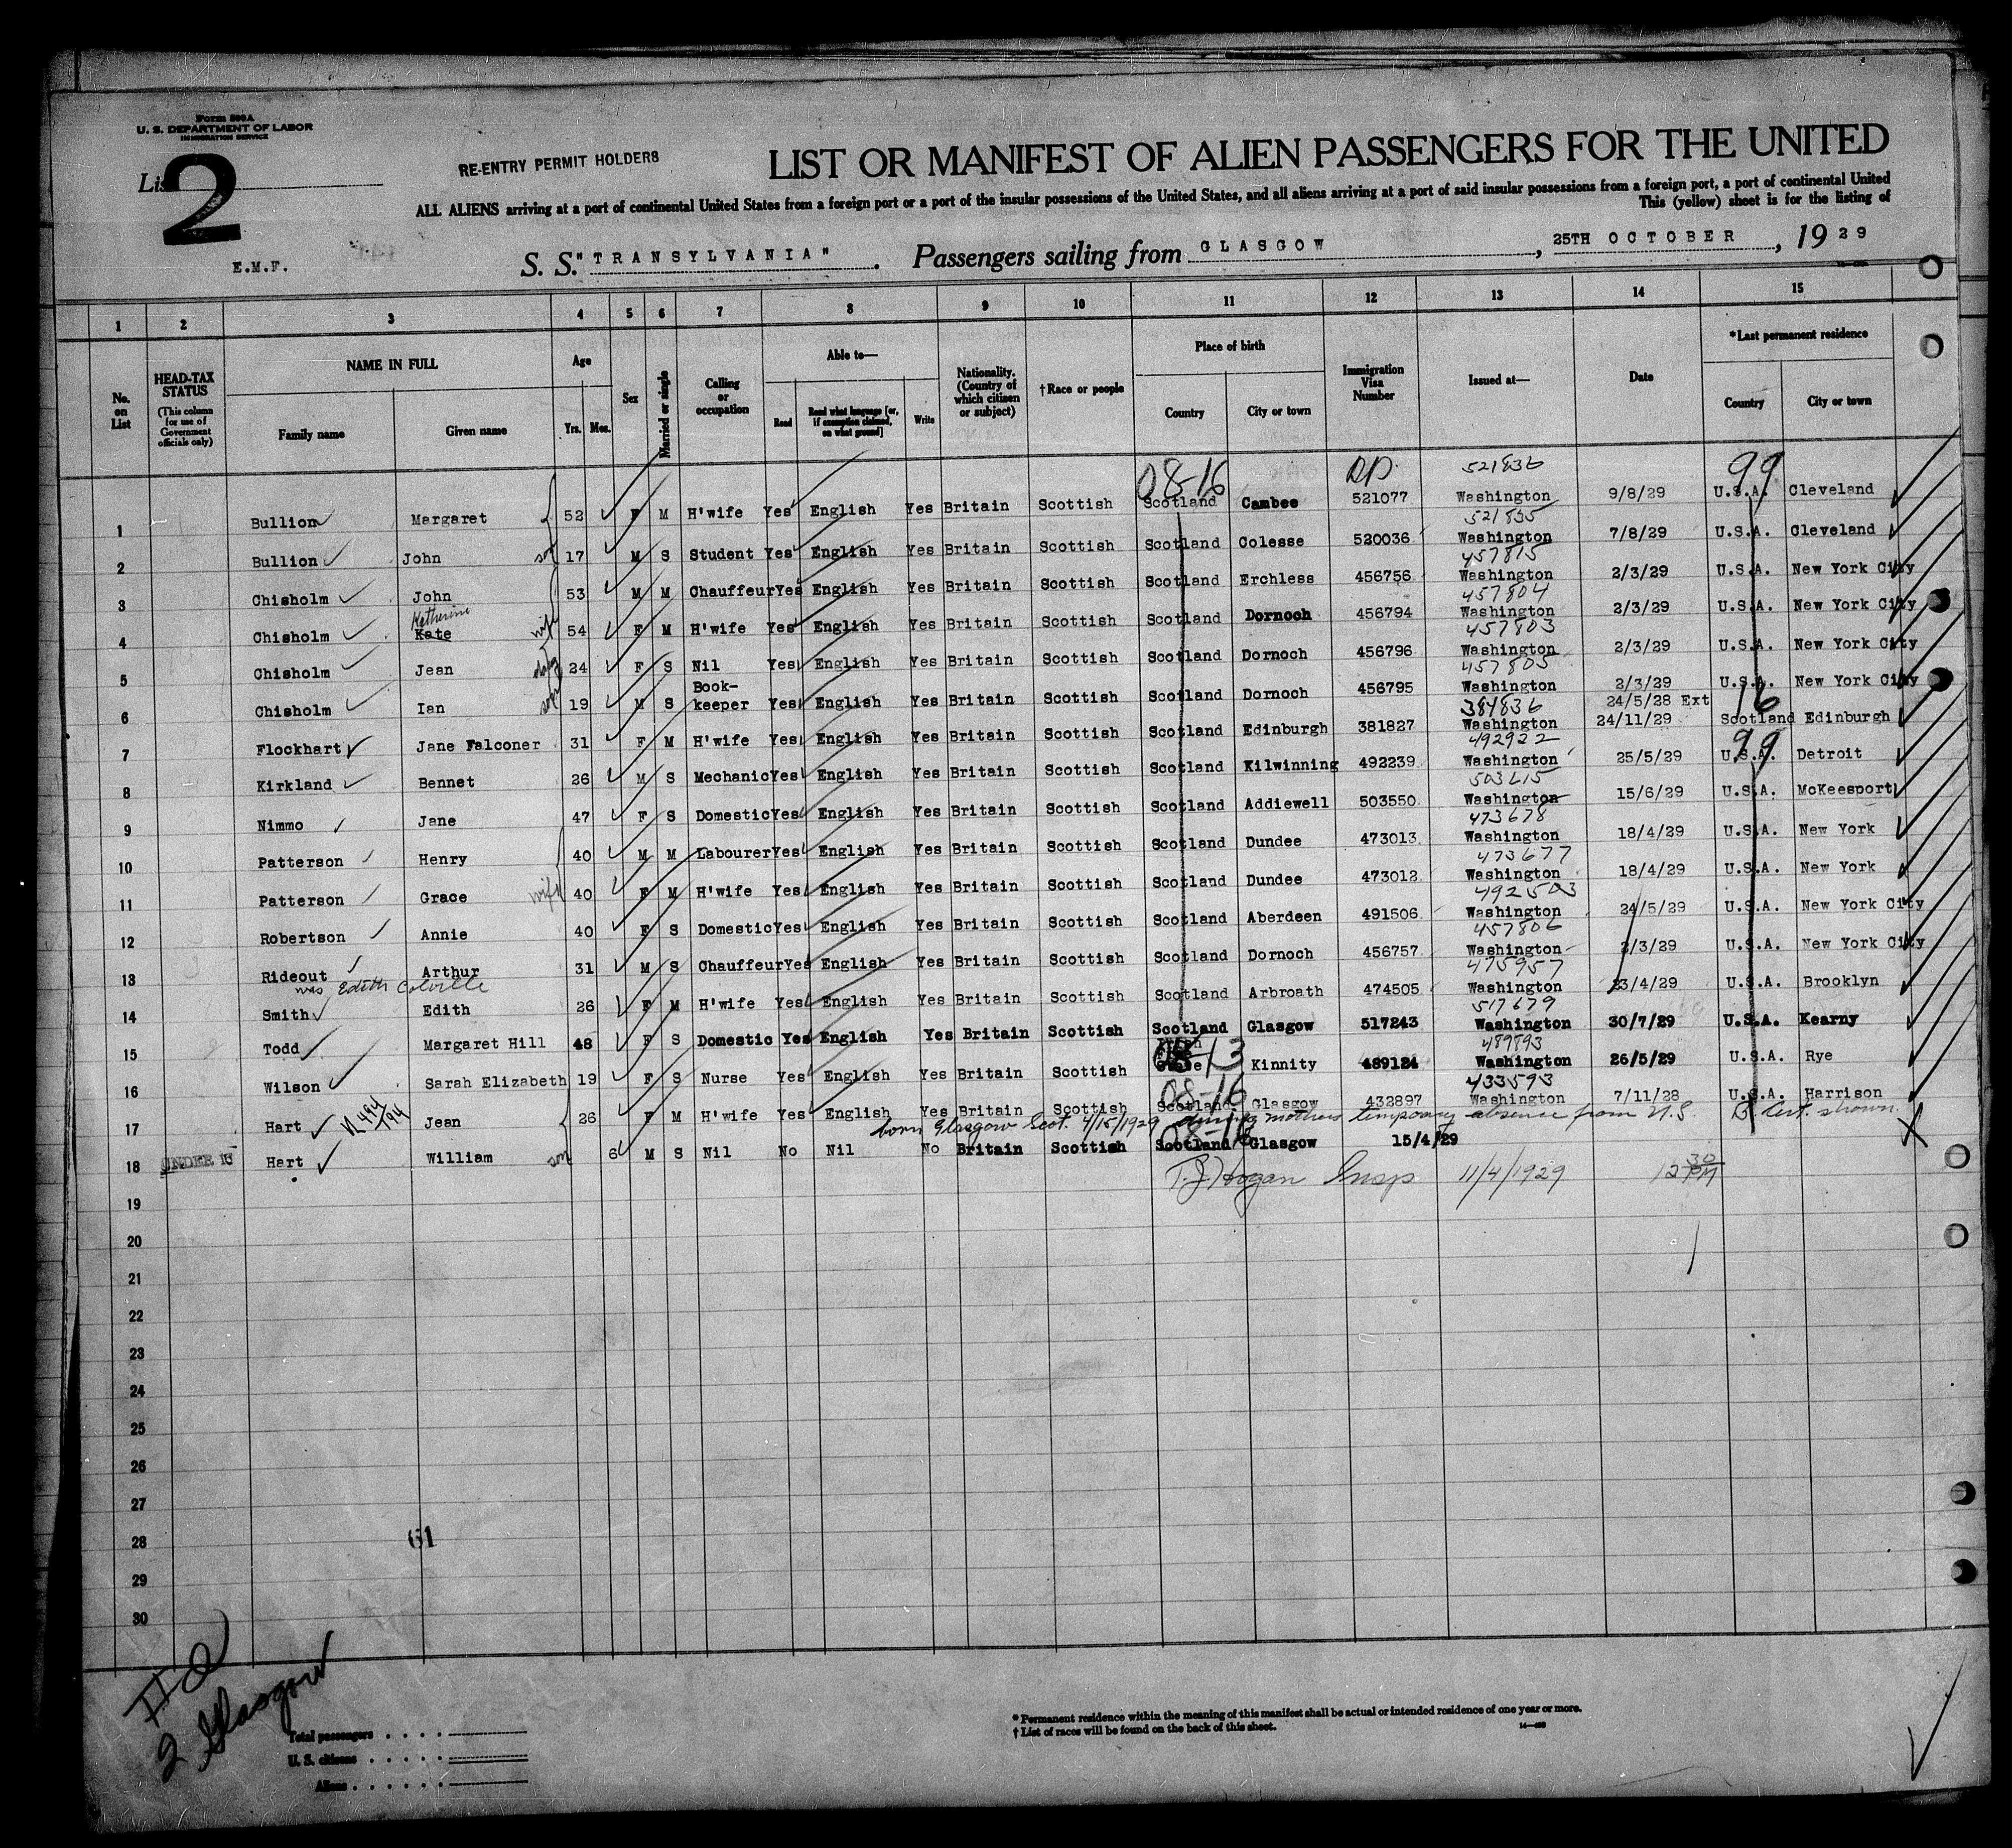 Form 500A
U. S. DEPARTMENT OF LABOR
IMMIGRATION SERVICE
List 2
RE-ENTRY PERMIT HOLDERS
LIST OR MANIFEST OF ALIEN PASSENGERS FOR THE UNITED
ALL ALIENS arriving at a port of continental United States from a foreign port or a port of the insular possessions of the United States, and all aliens arriving at a port of said insular possessions from a foreign port, a port of continental United
This (yellow) sheet is for the listing of
E.M.F.
S. S. "TRANSYLVANIA" . Passengers sailing from GLASGOW , 25TH OCTOBER , 1929
1 2 3 4 5 6 7 8 9 10 11 12 13 14 15
No. on List
HEAD-TAX STATUS (This column for use of Government officials only)
NAME IN FULL Family name Given name
Age Yrs. Mos.
Sex
Married or single
Calling or occupation
Able to— Read Read what language [or, if exemption claimed, on what ground] Write
Nationality. (Country of which citizen or subject)
†Race or people
Place of birth Country City or town
Immigration Visa Number
Issued at—
Date
*Last permanent residence Country City or town
08-16 521836 99
1 Bullion Margaret 52 F M H'wife Yes English Yes Britain Scottish Scotland Cambee 521077 Washington 9/8/29 U.S.A. Cleveland
521835
2 Bullion John son 17 M S Student Yes English Yes Britain Scottish Scotland Colesse 520036 Washington 7/8/29 U.S.A. Cleveland
457815
3 Chisholm John 53 M M Chauffeur Yes English Yes Britain Scottish Scotland Erchless 456756 Washington 2/3/29 U.S.A. New York City
Katherine 457804
4 Chisholm Kate wife 54 F M H'wife Yes English Yes Britain Scottish Scotland Dornoch 456794 Washington 2/3/29 U.S.A. New York City
457803
5 Chisholm Jean 24 F S Nil Yes English Yes Britain Scottish Scotland Dornoch 456796 Washington 2/3/29 U.S.A. New York City
457805
6 Chisholm Ian son 19 M S Book-keeper Yes English Yes Britain Scottish Scotland Dornoch 456795 Washington 2/3/29 U.S.A. New York City
384836 24/5/28 Ext 16
7 Flockhart Jane Falconer 31 F M H'wife Yes English Yes Britain Scottish Scotland Edinburgh 381827 Washington 24/11/29 Scotland Edinburgh
492922 99
8 Kirkland Bennet 26 M S Mechanic Yes English Yes Britain Scottish Scotland Kilwinning 492239 Washington 25/5/29 U.S.A. Detroit
9 Nimmo Jane 47 F S Domestic Yes English Yes Britain Scottish Scotland Addiewell 503550 Washington 15/6/29 U.S.A. McKeesport
473678
10 Patterson Henry 40 M M Labourer Yes English Yes Britain Scottish Scotland Dundee 473013 Washington 18/4/29 U.S.A. New York
473677
11 Patterson Grace wife 40 F M H'wife Yes English Yes Britain Scottish Scotland Dundee 473012 Washington 18/4/29 U.S.A. New York
492503
12 Robertson Annie 40 F S Domestic Yes English Yes Britain Scottish Scotland Aberdeen 491506 Washington 24/5/29 U.S.A. New York City
457806
13 Rideout Arthur 31 M S Chauffeur Yes English Yes Britain Scottish Scotland Dornoch 456757 Washington 2/3/29 U.S.A. New York City
was Edith Colville 475957
14 Smith Edith 26 F M H'wife Yes English Yes Britain Scottish Scotland Arbroath 474505 Washington 23/4/29 U.S.A. Brooklyn
517679
15 Todd Margaret Hill 48 F S Domestic Yes English Yes Britain Scottish Scotland Glasgow 517243 Washington 30/7/29 U.S.A. Kearny
489893
16 Wilson Sarah Elizabeth 19 F S Nurse Yes English Yes Britain Scottish Kinnity 489124 Washington 26/5/29 U.S.A. Rye
08-16 433593
17 Hart Jean 26 F M H'wife Yes English Yes Britain Scottish Scotland Glasgow 432897 Washington 7/11/28 U.S.A. Harrison
born Glasgow Scot. 4/15/1929 during mothers temporary absence from U.S. B. Cert. shown.
18 UNDER 16 Hart William son 6 M S Nil No Nil No Britain Scottish Scotland Glasgow 15/4/29
T.J. Hogan Insp 11/4/1929 12 30 PM
19
20
21
22
23
24
25
26
27
28
61
29
30
2 Glasgow
Total passengers
U. S. citizens
Aliens
* Permanent residence within the meaning of this manifest shall be actual or intended residence of one year or more.
† List of races will be found on the back of this sheet.